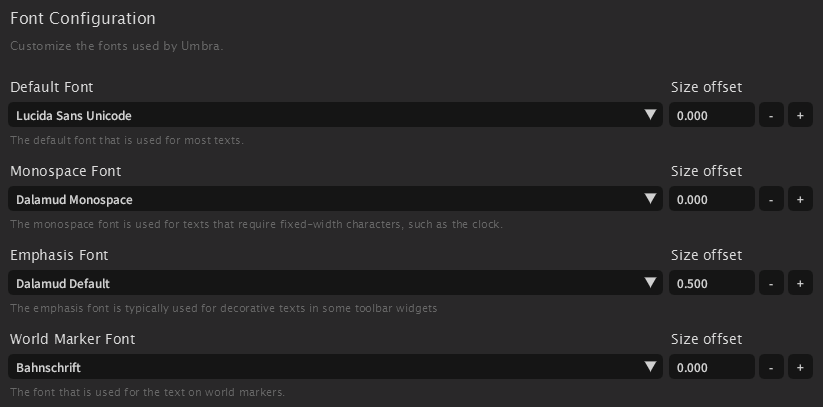 Font Configuration
Customize the fonts used by Umbra.
Default Font Size offset
Lucida Sans Unicode 0.000 - +
The default font that is used for most texts.
Monospace Font Size offset
Dalamud Monospace 0.000 - +
The monospace font is used for texts that require fixed-width characters, such as the clock.
Emphasis Font Size offset
Dalamud Default 0.500 - +
The emphasis font is typically used for decorative texts in some toolbar widgets
World Marker Font Size offset
Bahnschrift 0.000 - +
The font that is used for the text on world markers.